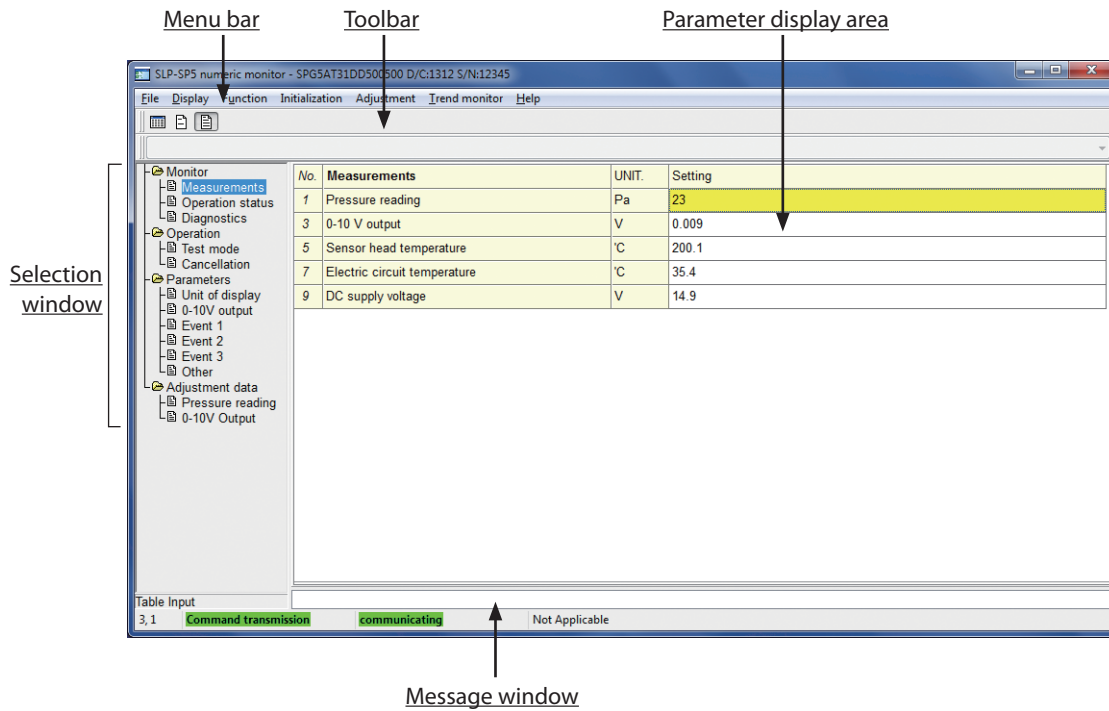 Menu bar
Toolbar
Parameter display area
SLP-SP5 numeric monitor - SPG5AT31DD500500 D/C:1312 S/N:12345
File Display Function Initialization Adjustment Trend monitor Help
Selection
window
Monitor
Measurements
Operation status
Diagnostics
Operation
Test mode
Cancellation
Parameters
Unit of display
0-10V output
Event 1
Event 2
Event 3
Other
Adjustment data
Pressure reading
0-10V Output
No. Measurements UNIT. Setting
1 Pressure reading Pa 23
3 0-10 V output V 0.009
5 Sensor head temperature 'C 200.1
7 Electric circuit temperature 'C 35.4
9 DC supply voltage V 14.9
Table Input
3, 1 Command transmission communicating Not Applicable
Message window